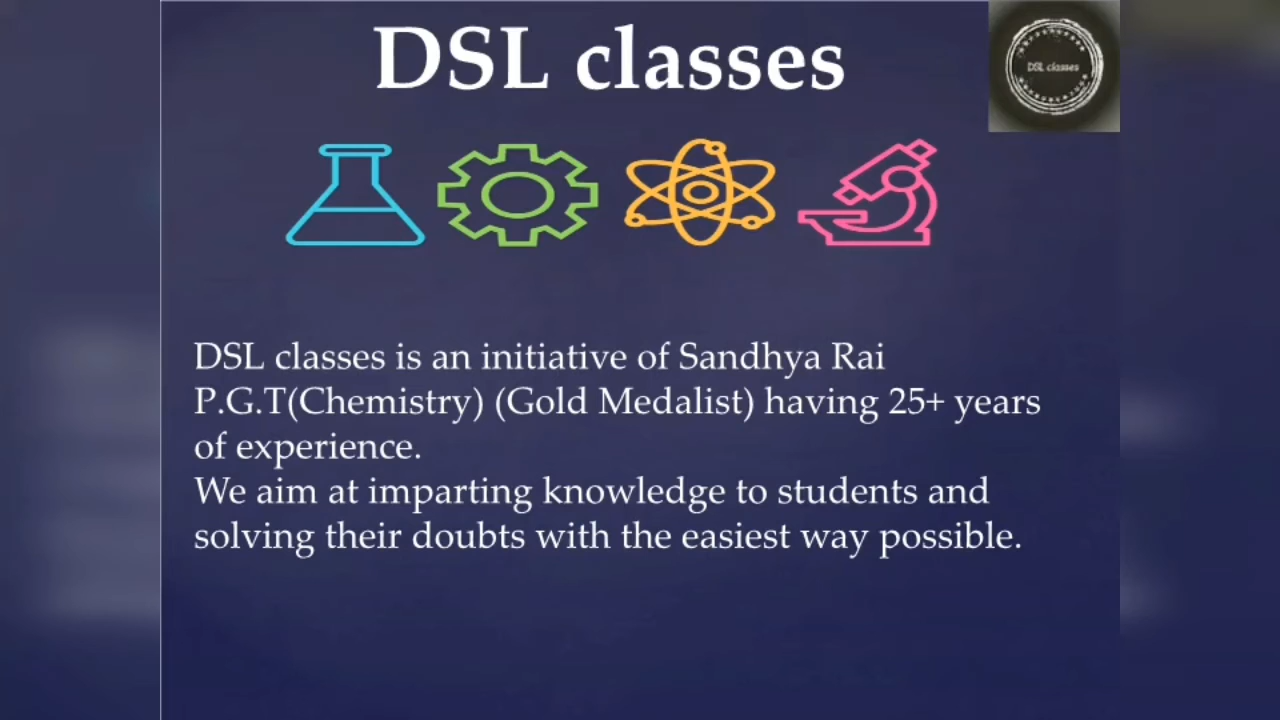 DSL classes
DSL classes
DSL classes is an initiative of Sandhya Rai
P.G.T(Chemistry) (Gold Medalist) having 25+ years
of experience.
We aim at imparting knowledge to students and
solving their doubts with the easiest way possible.